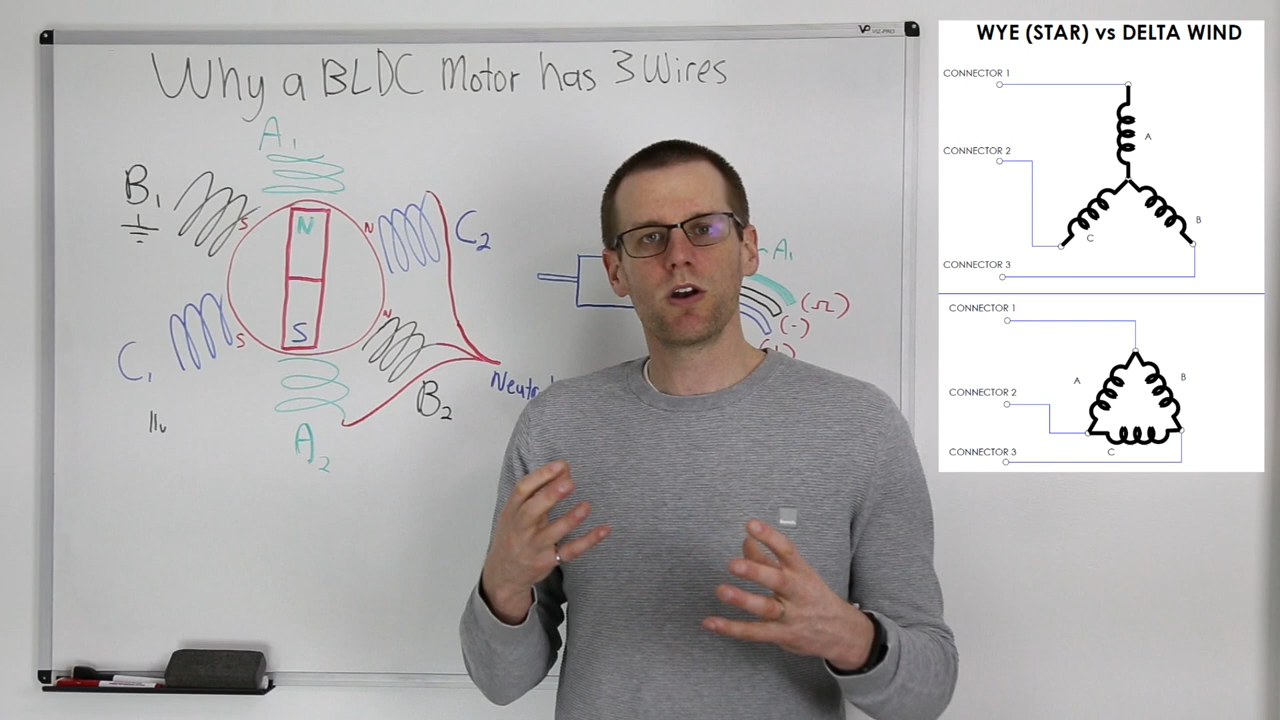 Why a BLDC Motor has 3 Wires
A1
B1
S
N
N
C2
S
C1
S
N
B2
A2
A1
(Ω)
(-)
WYE (STAR) vs DELTA WIND
CONNECTOR 1
A
CONNECTOR 2
B
C
CONNECTOR 3
CONNECTOR 1
A
B
CONNECTOR 2
CONNECTOR 3
C